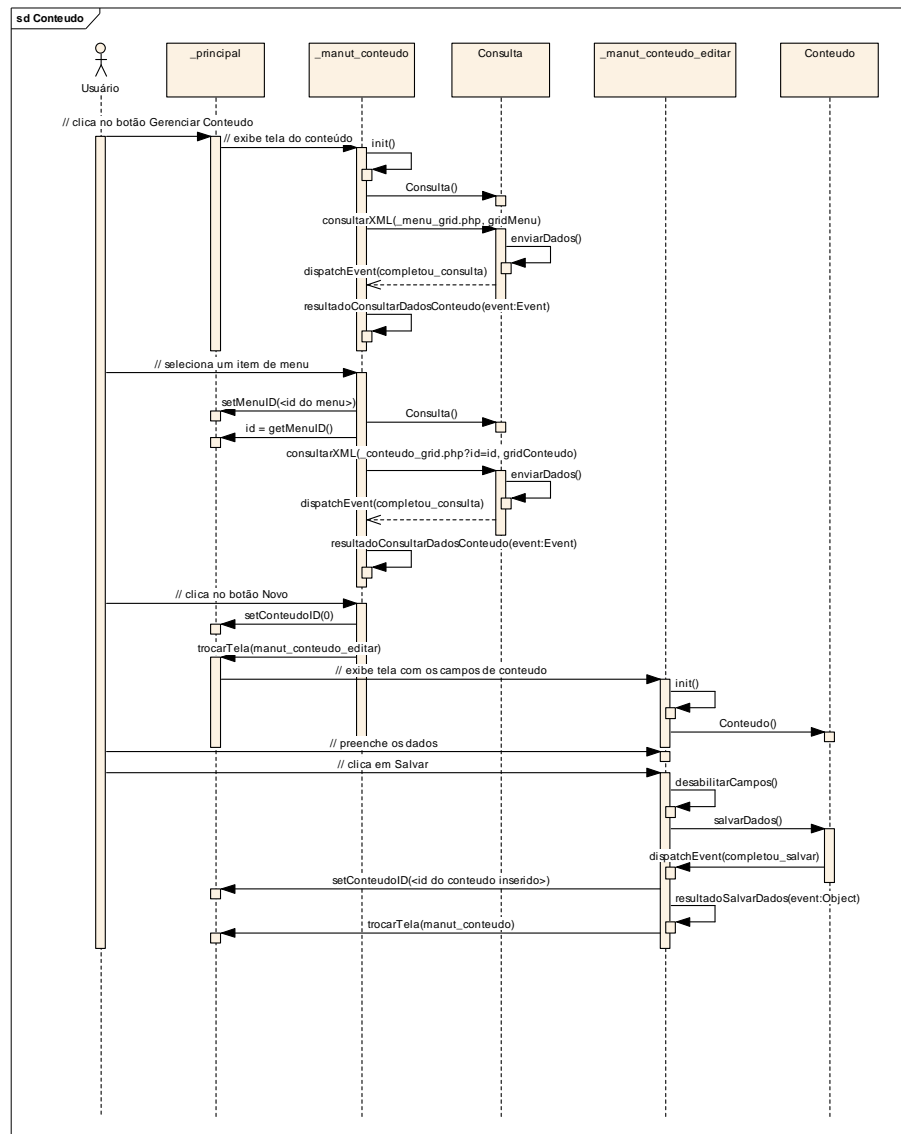 sd Conteudo
Usuário
_principal
_manut_conteudo
Consulta
_manut_conteudo_editar
Conteudo
// clica no botão Gerenciar Conteudo
// exibe tela do conteúdo
init()
Consulta()
consultarXML(_menu_grid.php, gridMenu)
enviarDados()
dispatchEvent(completou_consulta)
resultadoConsultarDadosConteudo(event:Event)
// seleciona um item de menu
setMenuID(<id do menu>)
Consulta()
id = getMenuID()
consultarXML(_conteudo_grid.php?id=id, gridConteudo)
enviarDados()
dispatchEvent(completou_consulta)
resultadoConsultarDadosConteudo(event:Event)
// clica no botão Novo
setConteudoID(0)
trocarTela(manut_conteudo_editar)
// exibe tela com os campos de conteudo
init()
Conteudo()
// preenche os dados
// clica em Salvar
desabilitarCampos()
salvarDados()
dispatchEvent(completou_salvar)
setConteudoID(<id do conteudo inserido>)
resultadoSalvarDados(event:Object)
trocarTela(manut_conteudo)